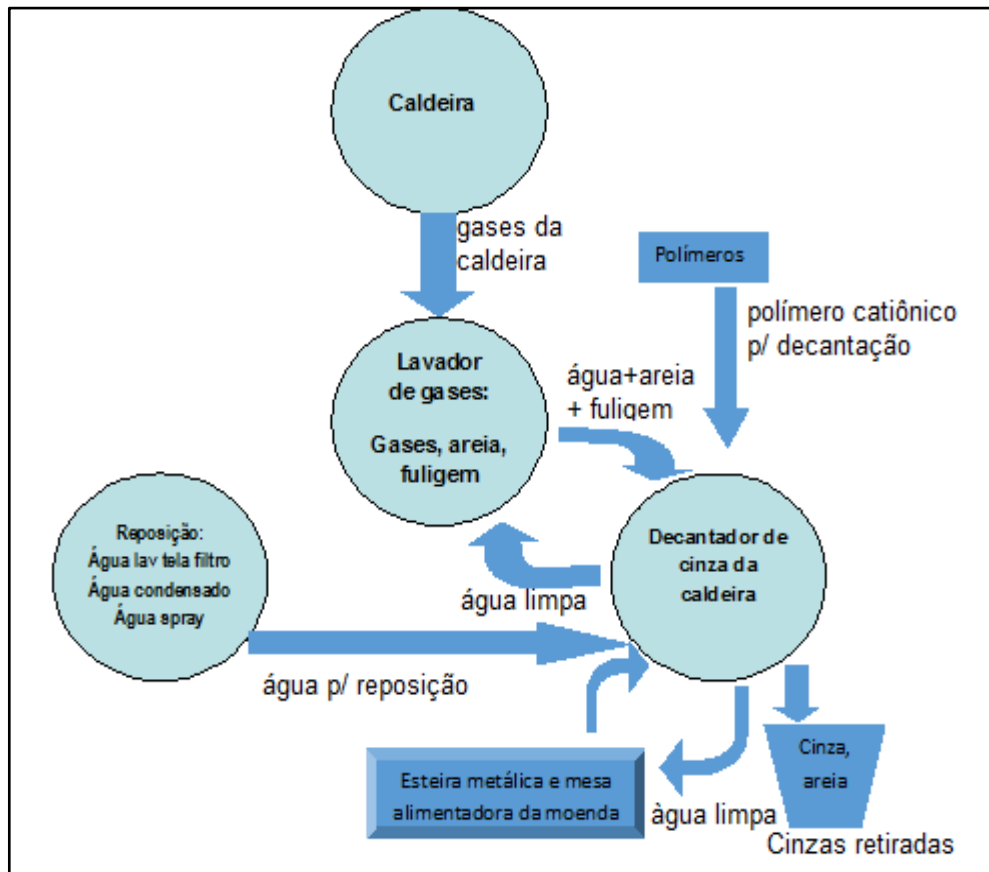 Caldeira
gases da
caldeira
Polímeros
polímero catiônico
p/ decantação
Lavador
de gases:
Gases, areia,
fuligem
água+areia
+ fuligem
Reposição:
Água lav tela filtro
Água condensado
Água spray
Decantador de
cinza da
caldeira
água limpa
água p/ reposição
Esteira metálica e mesa
alimentadora da moenda
àgua limpa
Cinza,
areia
Cinzas retiradas